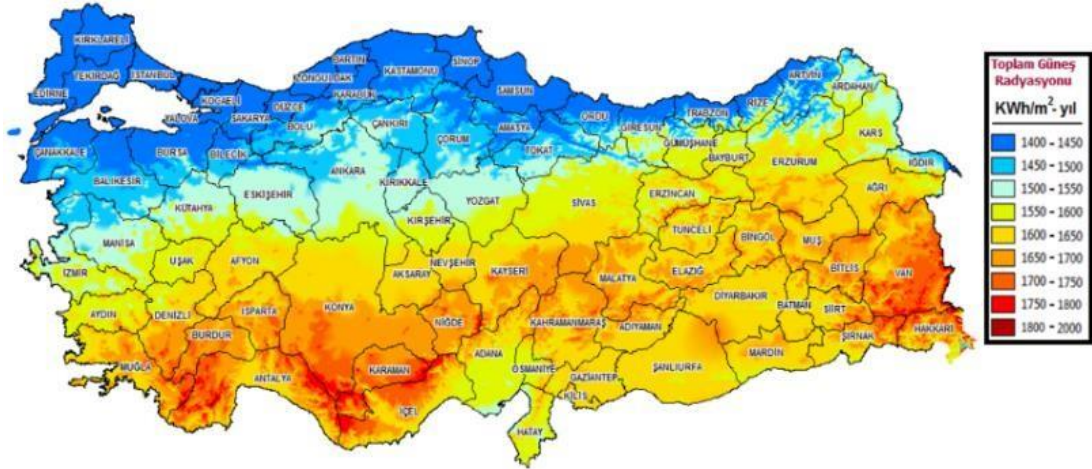 KIRKLARELİ
TEKİRDAĞ
İSTANBUL
EDİRNE
KOCAELİ
YALOVA
SAKARYA
DÜZCE
ZONGULDAK
BARTIN
KARABÜK
KASTAMONU
SİNOP
SAMSUN
BOLU
ÇANKIRI
ÇORUM
AMASYA
TOKAT
ORDU
GİRESUN
TRABZON
RİZE
ARTVİN
ARDAHAN
GÜMÜŞHANE
BAYBURT
KARS
ERZURUM
IĞDIR
AĞRI
ÇANAKKALE
BURSA
BİLECİK
BALIKESİR
KÜTAHYA
ESKİŞEHİR
ANKARA
KIRIKKALE
YOZGAT
KIRŞEHİR
SİVAS
ERZİNCAN
TUNCELİ
BİNGÖL
MUŞ
MANİSA
İZMİR
UŞAK
AFYON
AKSARAY
NEVŞEHİR
KAYSERİ
MALATYA
ELAZIĞ
BİTLİS
VAN
AYDIN
DENİZLİ
BURDUR
ISPARTA
KONYA
NİĞDE
KAHRAMANMARAŞ
ADIYAMAN
DİYARBAKIR
BATMAN
SİİRT
ŞIRNAK
HAKKARİ
MUĞLA
ANTALYA
KARAMAN
İÇEL
ADANA
OSMANİYE
GAZİANTEP
KİLİS
ŞANLIURFA
MARDİN
HATAY
Toplam Güneş
Radyasyonu
KWh/m²- yıl
1400 - 1450
1450 - 1500
1500 - 1550
1550 - 1600
1600 - 1650
1650 - 1700
1700 - 1750
1750 - 1800
1800 - 2000